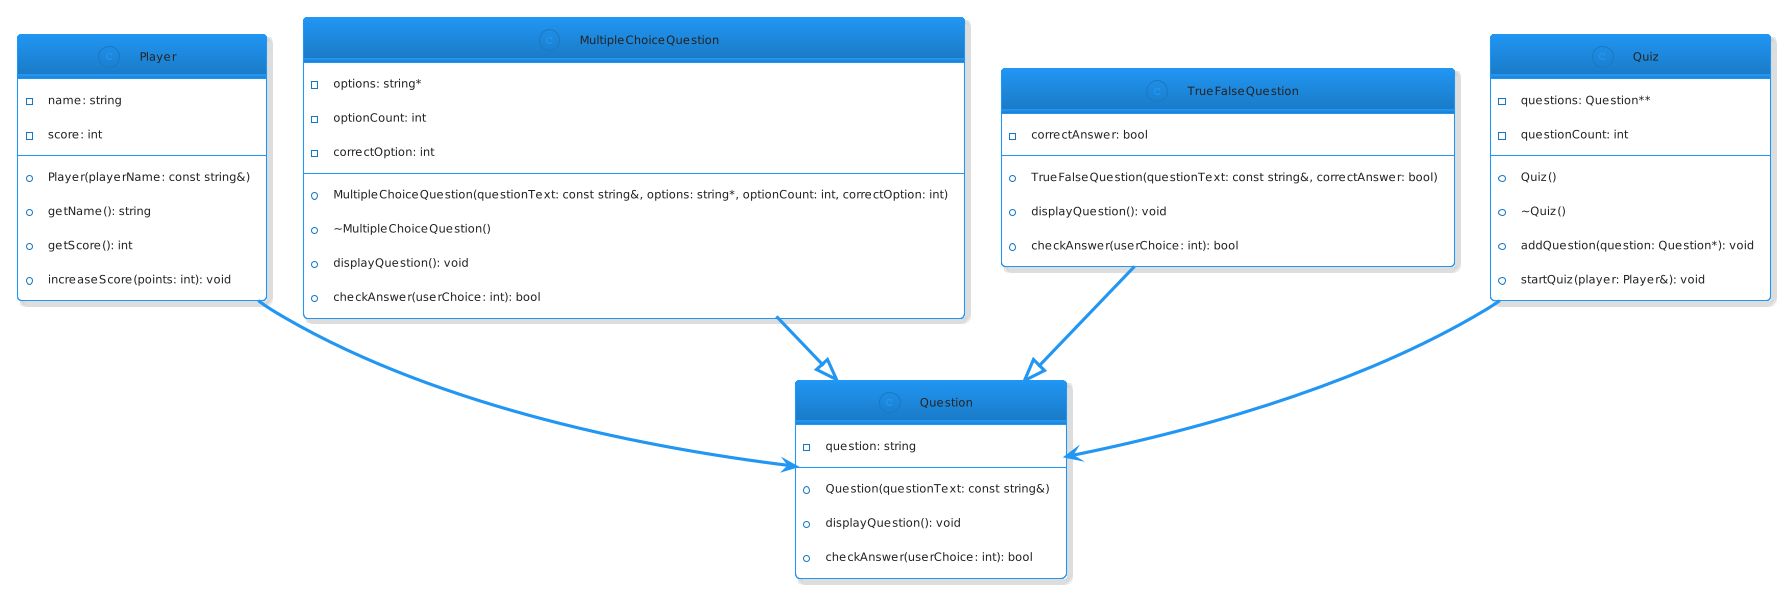 Player
name: string
score: int
Player(playerName: const string&)
getName(): string
getScore(): int
increaseScore(points: int): void
MultipleChoiceQuestion
options: string*
optionCount: int
correctOption: int
MultipleChoiceQuestion(questionText: const string&, options: string*, optionCount: int, correctOption: int)
~MultipleChoiceQuestion()
displayQuestion(): void
checkAnswer(userChoice: int): bool
TrueFalseQuestion
correctAnswer: bool
TrueFalseQuestion(questionText: const string&, correctAnswer: bool)
displayQuestion(): void
checkAnswer(userChoice: int): bool
Quiz
questions: Question**
questionCount: int
Quiz()
~Quiz()
addQuestion(question: Question*): void
startQuiz(player: Player&): void
Question
question: string
Question(questionText: const string&)
displayQuestion(): void
checkAnswer(userChoice: int): bool